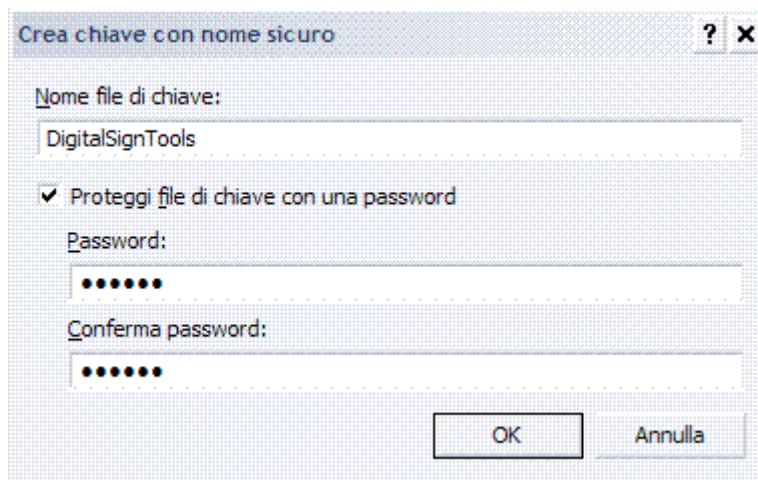 Crea chiave con nome sicuro
Nome file di chiave:
DigitalSignTools
Proteggi file di chiave con una password
Password:
●●●●●●
Conferma password:
●●●●●●
OK Annulla